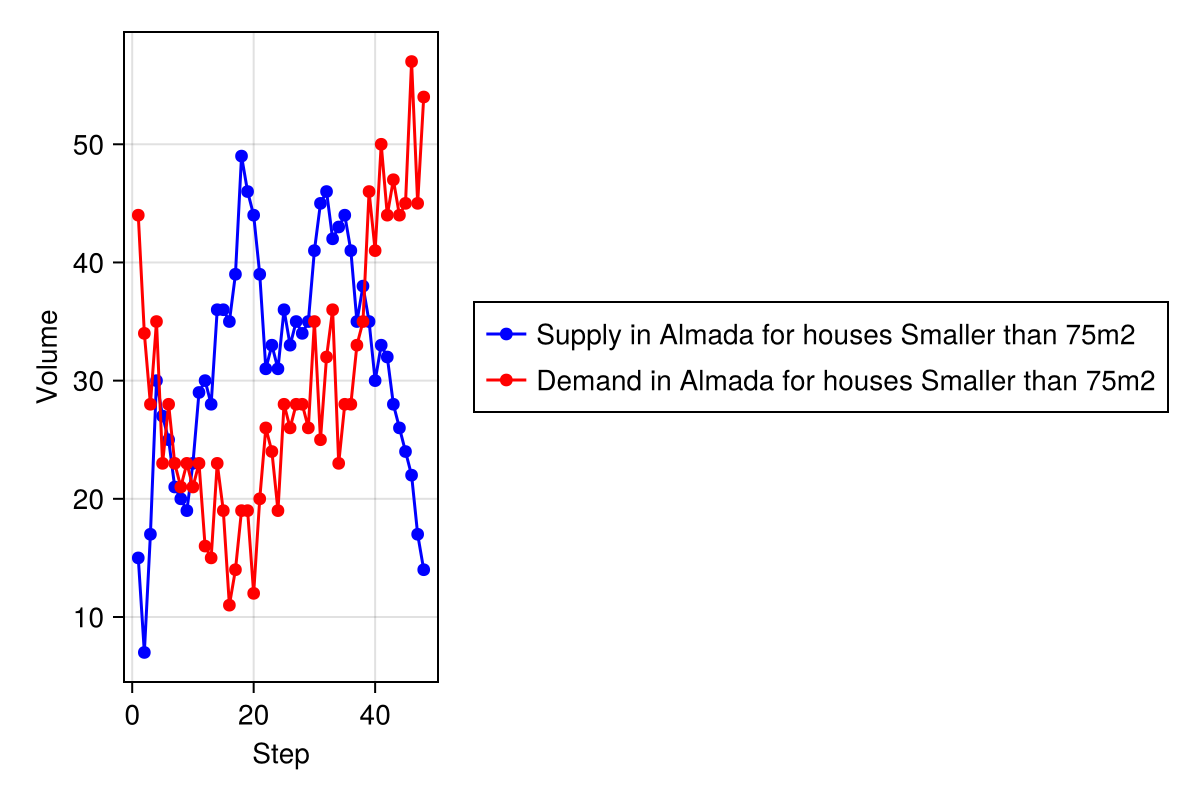 50
40
30
20
10
Volume
0 20 40
Step
Supply in Almada for houses Smaller than 75m2
Demand in Almada for houses Smaller than 75m2